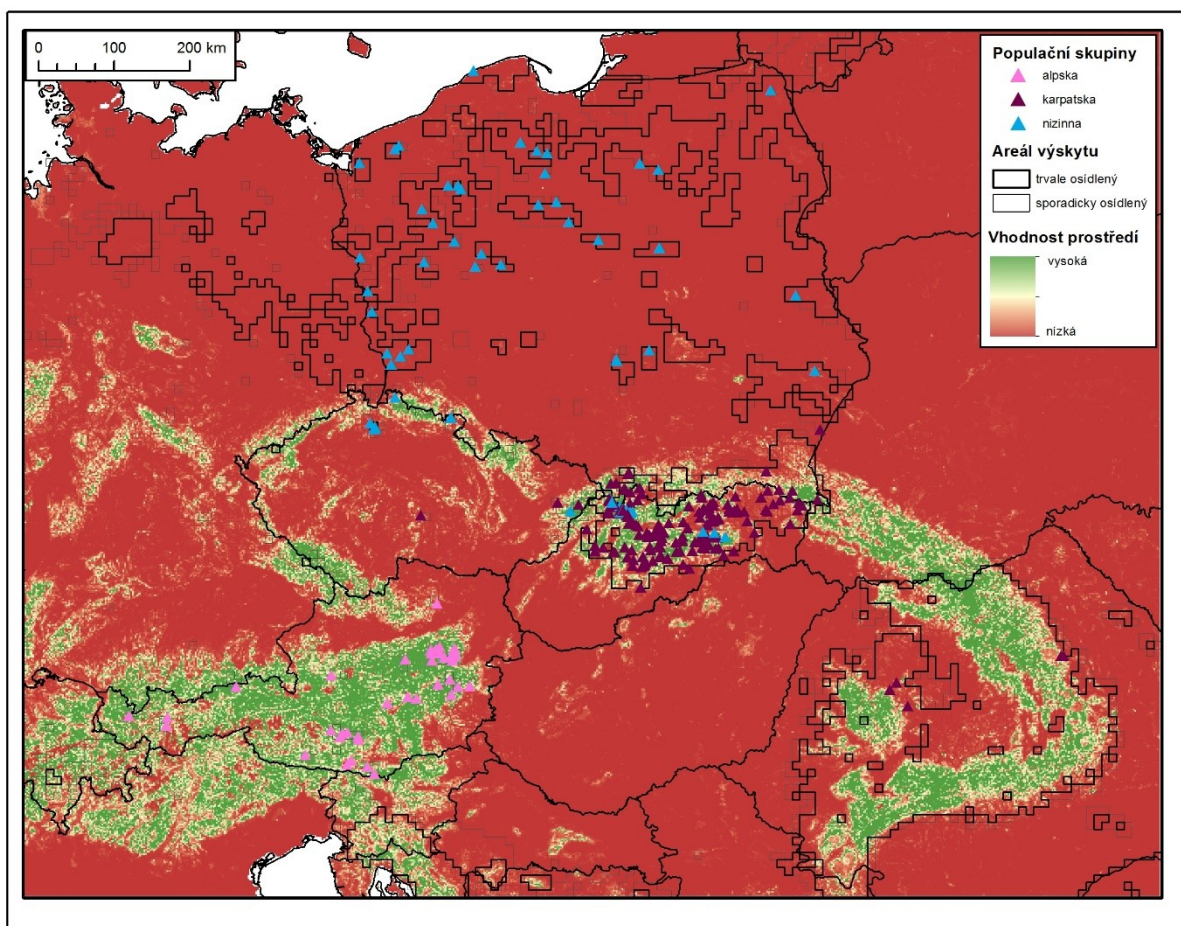 0 100 200 km
Populační skupiny
alpska
karpatska
nizinna
Areál výskytu
trvale osídlený
sporadicky osídlený
Vhodnost prostředí
vysoká
nízká